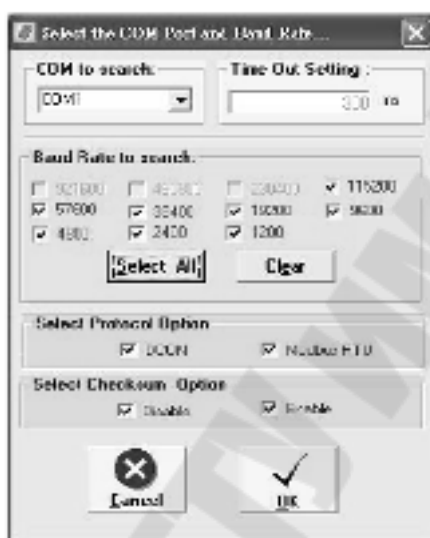 Select the COM Port and Baud Rate...
COM to search:
Time Out Setting :
COM1
300 ms
Baud Rate to search:
921600 460800 230400 115200
57600 38400 19200 9600
4800 2400 1200
Select All Clear
Select Protocol Option
DCON Modbus RTU
Select Checksum Option
Disable Enable
Cancel OK